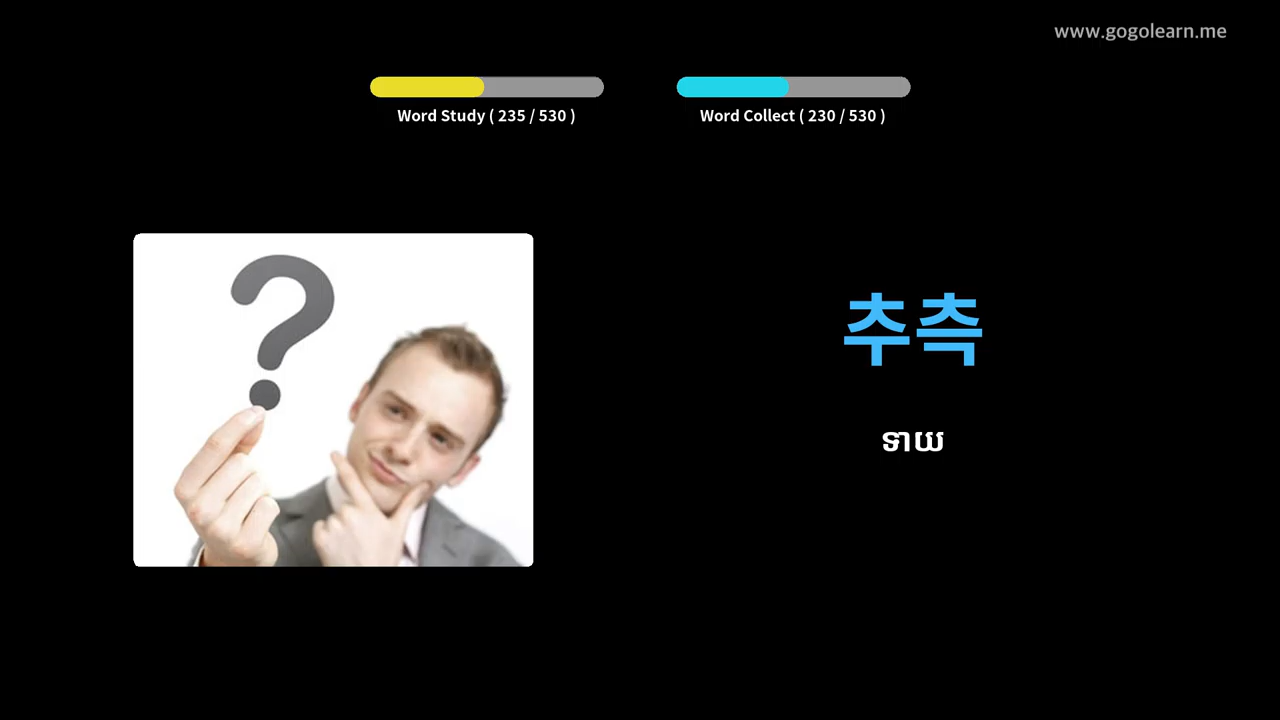 www.gogolearn.me
Word Study ( 235 / 530 )
Word Collect ( 230 / 530 )
?
추측
ទាយ